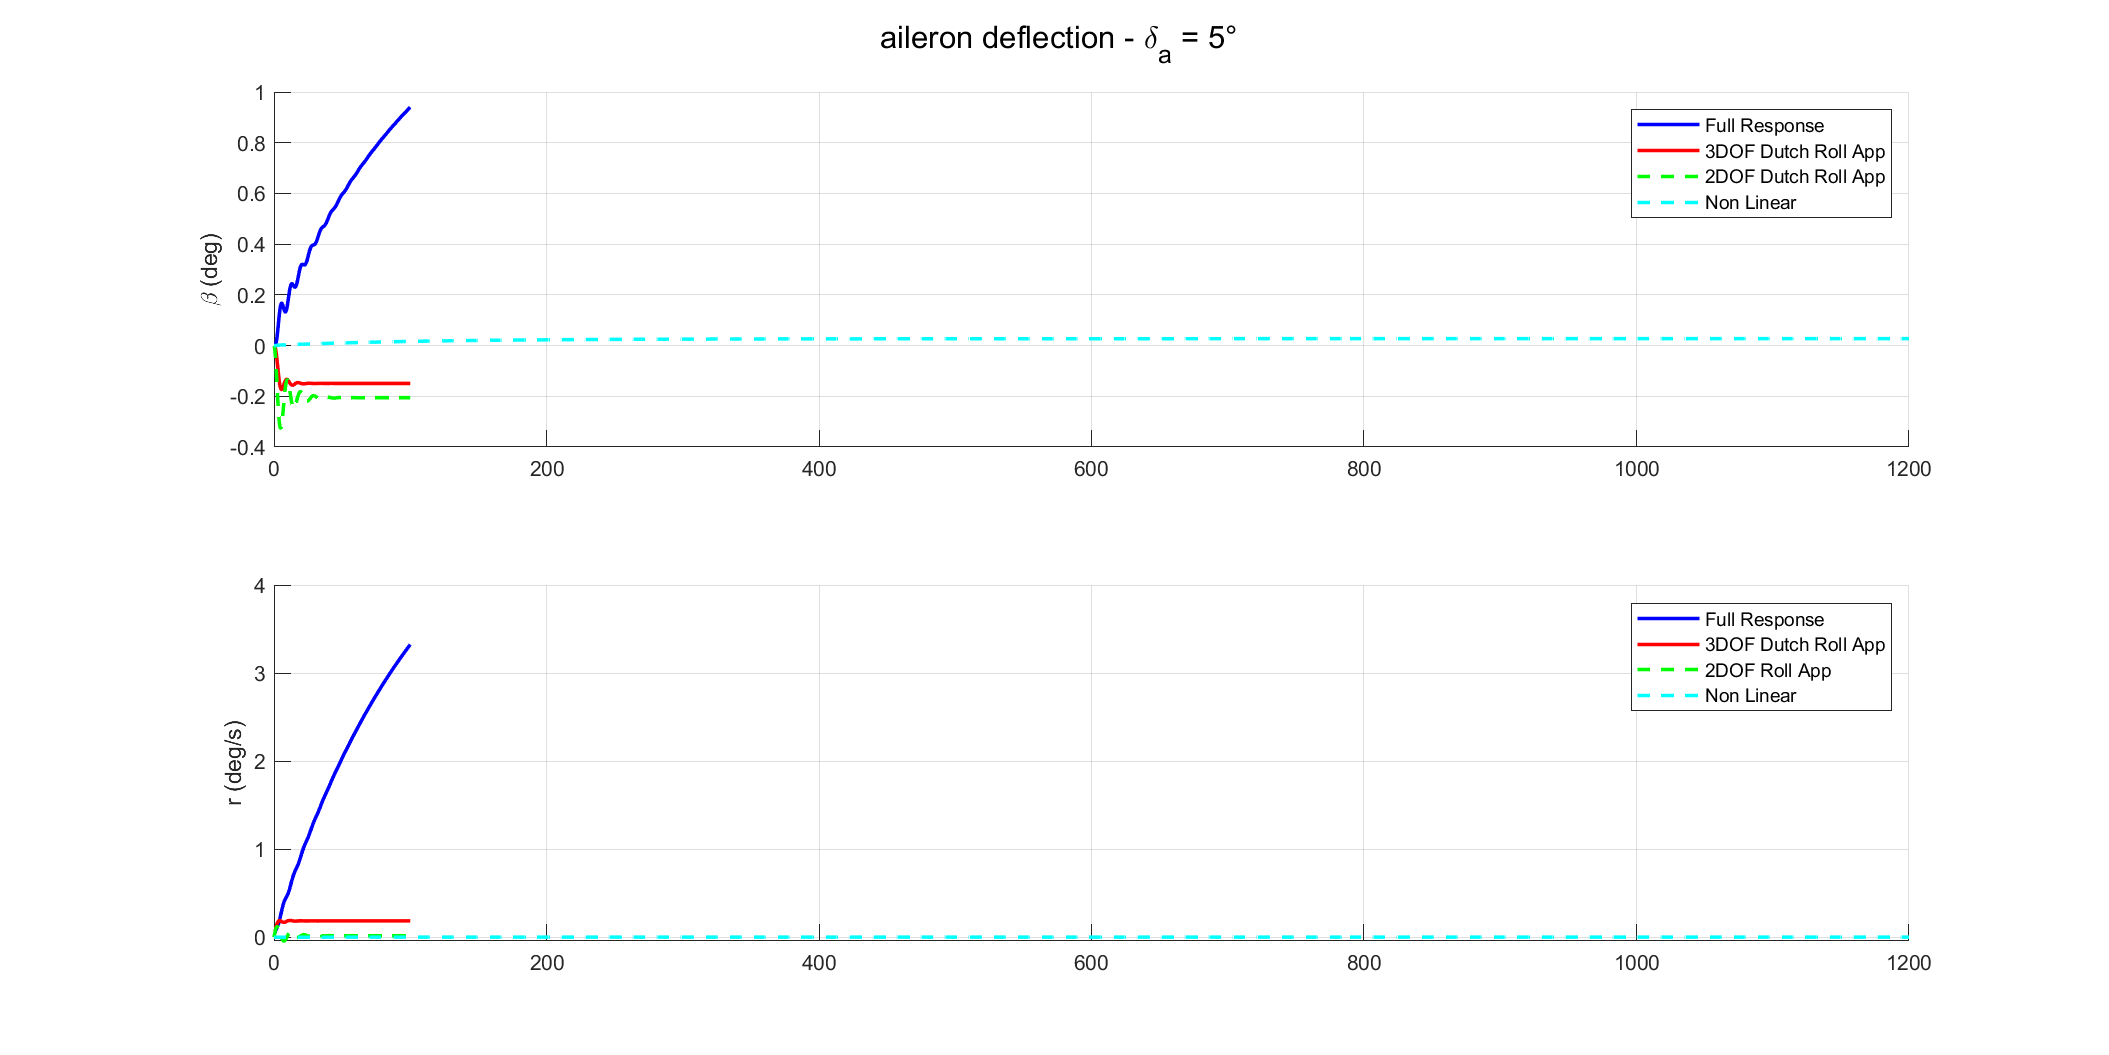 aileron deflection - δa = 5°
1
0.8
0.6
0.4
0.2
0
-0.2
-0.4
β (deg)
0 200 400 600 800 1000 1200
Full Response
3DOF Dutch Roll App
2DOF Dutch Roll App
Non Linear
4
3
2
1
0
r (deg/s)
0 200 400 600 800 1000 1200
Full Response
3DOF Dutch Roll App
2DOF Roll App
Non Linear